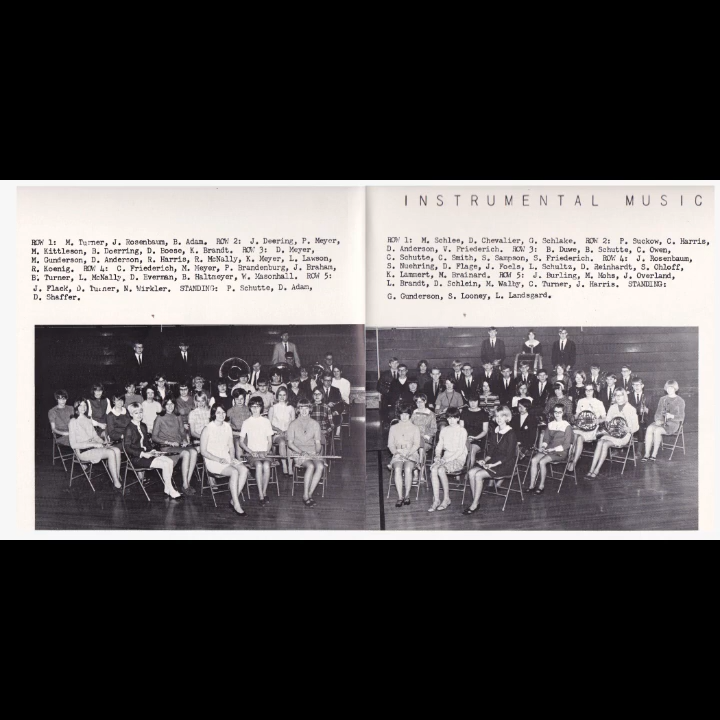 INSTRUMENTAL MUSIC
ROW 1: M. Turner, J. Rosenbaum, B. Adam. ROW 2: J. Deering, P. Meyer,
M. Kittleson, B. Doerring, D. Boese, K. Brandt. ROW 3: D. Meyer,
M. Gunderson, D. Anderson, R. Harris, R. McNally, K. Meyer, L. Lawson,
R. Koenig. ROW 4: C. Friederich, M. Meyer, P. Brandenburg, J. Braham,
B. Turner, L. McNally, D. Everman, B. Haltmeyer, W. Masonhall. ROW 5:
J. Flack, D. Turner, N. Wirkler. STANDING: P. Schutte, D. Adam,
D. Shaffer.
ROW 1: M. Schlee, D. Chevalier, G. Schlake. ROW 2: P. Suckow, C. Harris,
D. Anderson, V. Friederich. ROW 3: B. Duwe, B. Schutte, C. Owen,
C. Schutte, C. Smith, S. Sampson, S. Friederich. ROW 4: J. Rosenbaum,
S. Nuehring, D. Flage, J. Foels, L. Schultz, D. Reinhardt, S. Ohloff,
K. Lammert, M. Brainard. ROW 5: J. Burling, M. Mohs, J. Overland,
L. Brandt, D. Schlein, M. Walby, C. Turner, J. Harris. STANDING:
G. Gunderson, S. Looney, L. Landsgard.